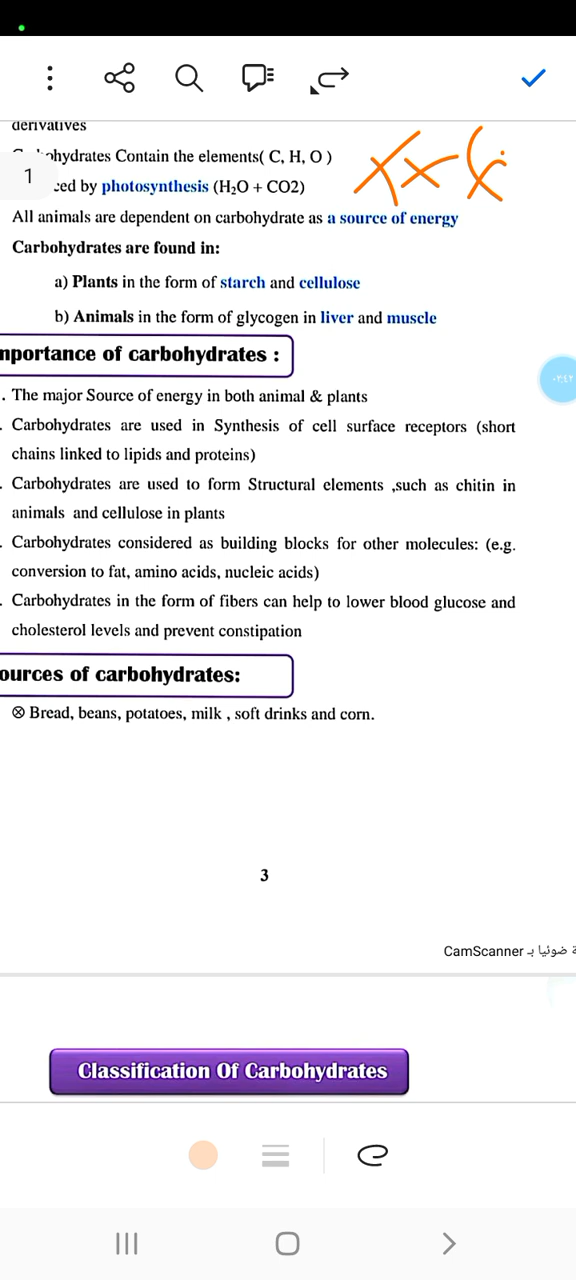 derivatives
ohydrates Contain the elements( C, H, O )
1
ced by photosynthesis (H₂O + CO2)
All animals are dependent on carbohydrate as a source of energy
Carbohydrates are found in:
a) Plants in the form of starch and cellulose
b) Animals in the form of glycogen in liver and muscle
mportance of carbohydrates :
. The major Source of energy in both animal & plants
Carbohydrates are used in Synthesis of cell surface receptors (short
chains linked to lipids and proteins)
Carbohydrates are used to form Structural elements ,such as chitin in
animals and cellulose in plants
Carbohydrates considered as building blocks for other molecules: (e.g.
conversion to fat, amino acids, nucleic acids)
Carbohydrates in the form of fibers can help to lower blood glucose and
cholesterol levels and prevent constipation
ources of carbohydrates:
⊗ Bread, beans, potatoes, milk , soft drinks and corn.
3
ة ضوئيا بـ CamScanner
Classification Of Carbohydrates